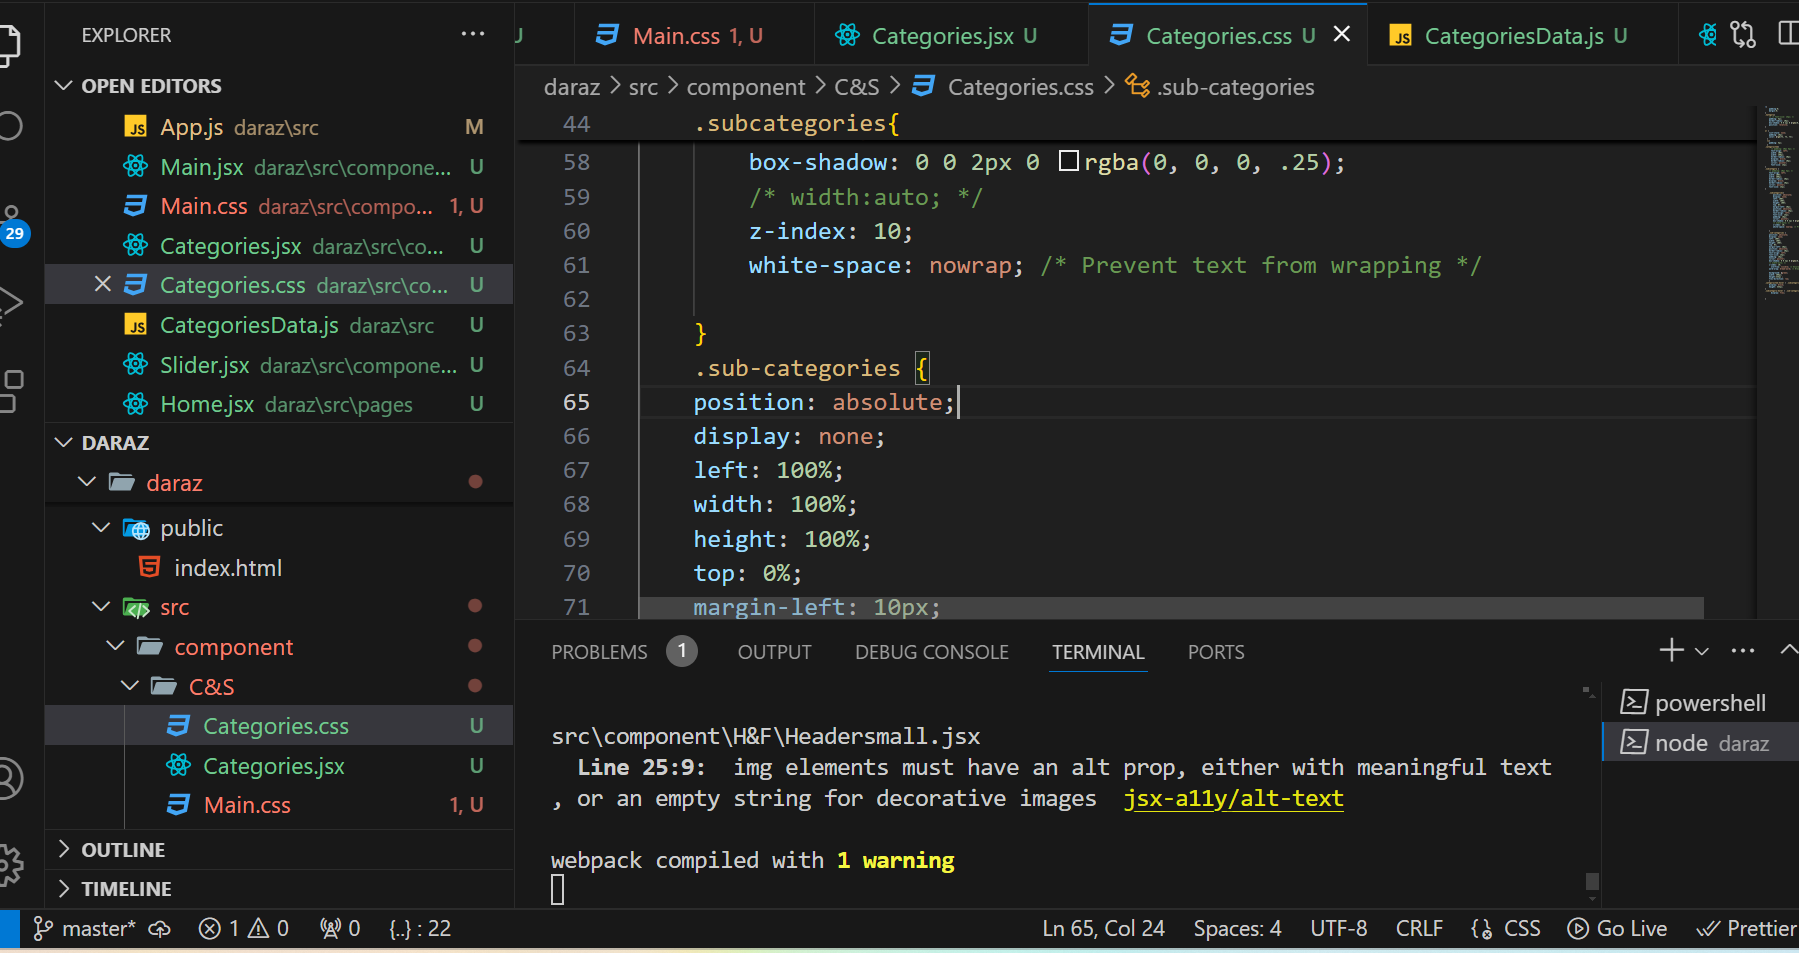 EXPLORER
OPEN EDITORS
JS App.js daraz\src M
Main.jsx daraz\src\compone... U
Main.css daraz\src\compo... 1, U
Categories.jsx daraz\src\co... U
Categories.css daraz\src\co... U
JS CategoriesData.js daraz\src U
Slider.jsx daraz\src\compone... U
Home.jsx daraz\src\pages U
29
DARAZ
daraz
public
index.html
src
component
C&S
Categories.css U
Categories.jsx U
Main.css 1, U
OUTLINE
TIMELINE
U Main.css 1, U Categories.jsx U Categories.css U JS CategoriesData.js U
daraz > src > component > C&S > Categories.css > .sub-categories
44 .subcategories{
58 box-shadow: 0 0 2px 0 rgba(0, 0, 0, .25);
59 /* width:auto; */
60 z-index: 10;
61 white-space: nowrap; /* Prevent text from wrapping */
62
63 }
64 .sub-categories {
65 position: absolute;
66 display: none;
67 left: 100%;
68 width: 100%;
69 height: 100%;
70 top: 0%;
71 margin-left: 10px;
PROBLEMS 1 OUTPUT DEBUG CONSOLE TERMINAL PORTS
src\component\H&F\Headersmall.jsx
Line 25:9: img elements must have an alt prop, either with meaningful text
, or an empty string for decorative images jsx-a11y/alt-text
webpack compiled with 1 warning
powershell
node daraz
master* 1 0 0 {..} : 22 Ln 65, Col 24 Spaces: 4 UTF-8 CRLF CSS Go Live Prettier